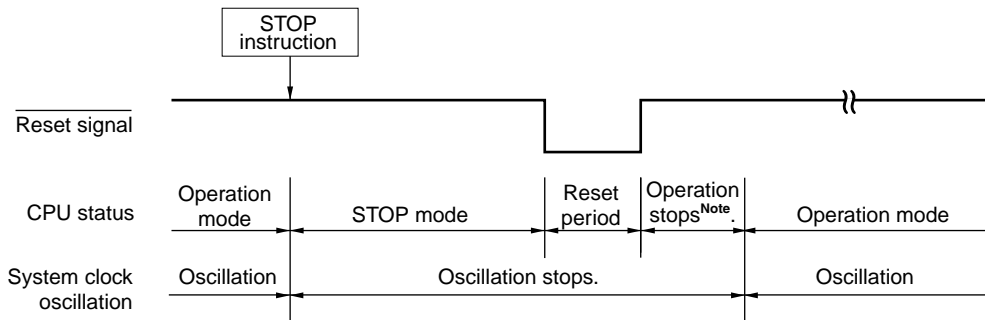 STOP
instruction
Reset signal
CPU status
Operation
mode
STOP mode
Reset
period
Operation
stopsNote.
Operation mode
System clock
oscillation
Oscillation
Oscillation stops.
Oscillation